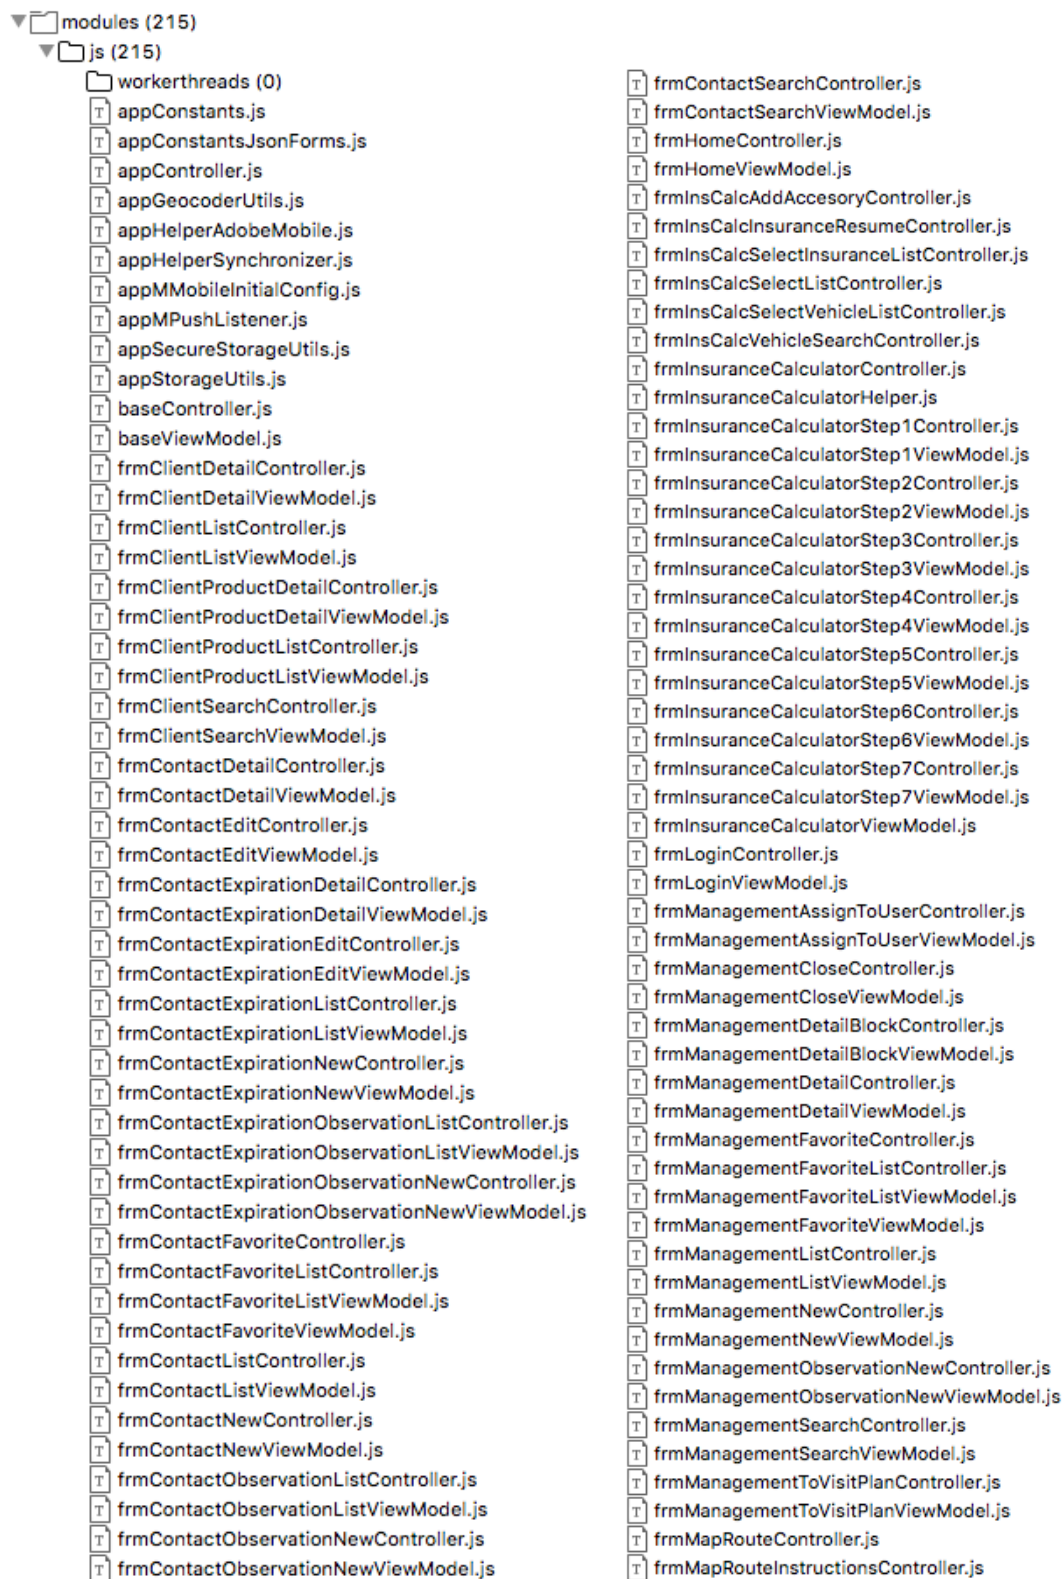 modules (215)
js (215)
workerthreads (0)
appConstants.js
appConstantsJsonForms.js
appController.js
appGeocoderUtils.js
appHelperAdobeMobile.js
appHelperSynchronizer.js
appMMobileInitialConfig.js
appMPushListener.js
appSecureStorageUtils.js
appStorageUtils.js
baseController.js
baseViewModel.js
frmClientDetailController.js
frmClientDetailViewModel.js
frmClientListController.js
frmClientListViewModel.js
frmClientProductDetailController.js
frmClientProductDetailViewModel.js
frmClientProductListController.js
frmClientProductListViewModel.js
frmClientSearchController.js
frmClientSearchViewModel.js
frmContactDetailController.js
frmContactDetailViewModel.js
frmContactEditController.js
frmContactEditViewModel.js
frmContactExpirationDetailController.js
frmContactExpirationDetailViewModel.js
frmContactExpirationEditController.js
frmContactExpirationEditViewModel.js
frmContactExpirationListController.js
frmContactExpirationListViewModel.js
frmContactExpirationNewController.js
frmContactExpirationNewViewModel.js
frmContactExpirationObservationListController.js
frmContactExpirationObservationListViewModel.js
frmContactExpirationObservationNewController.js
frmContactExpirationObservationNewViewModel.js
frmContactFavoriteController.js
frmContactFavoriteListController.js
frmContactFavoriteListViewModel.js
frmContactFavoriteViewModel.js
frmContactListController.js
frmContactListViewModel.js
frmContactNewController.js
frmContactNewViewModel.js
frmContactObservationListController.js
frmContactObservationListViewModel.js
frmContactObservationNewController.js
frmContactObservationNewViewModel.js
frmContactSearchController.js
frmContactSearchViewModel.js
frmHomeController.js
frmHomeViewModel.js
frmInsCalcAddAccesoryController.js
frmInsCalcInsuranceResumeController.js
frmInsCalcSelectInsuranceListController.js
frmInsCalcSelectListController.js
frmInsCalcSelectVehicleListController.js
frmInsCalcVehicleSearchController.js
frmInsuranceCalculatorController.js
frmInsuranceCalculatorHelper.js
frmInsuranceCalculatorStep1Controller.js
frmInsuranceCalculatorStep1ViewModel.js
frmInsuranceCalculatorStep2Controller.js
frmInsuranceCalculatorStep2ViewModel.js
frmInsuranceCalculatorStep3Controller.js
frmInsuranceCalculatorStep3ViewModel.js
frmInsuranceCalculatorStep4Controller.js
frmInsuranceCalculatorStep4ViewModel.js
frmInsuranceCalculatorStep5Controller.js
frmInsuranceCalculatorStep5ViewModel.js
frmInsuranceCalculatorStep6Controller.js
frmInsuranceCalculatorStep6ViewModel.js
frmInsuranceCalculatorStep7Controller.js
frmInsuranceCalculatorStep7ViewModel.js
frmInsuranceCalculatorViewModel.js
frmLoginController.js
frmLoginViewModel.js
frmManagementAssignToUserController.js
frmManagementAssignToUserViewModel.js
frmManagementCloseController.js
frmManagementCloseViewModel.js
frmManagementDetailBlockController.js
frmManagementDetailBlockViewModel.js
frmManagementDetailController.js
frmManagementDetailViewModel.js
frmManagementFavoriteController.js
frmManagementFavoriteListController.js
frmManagementFavoriteListViewModel.js
frmManagementFavoriteViewModel.js
frmManagementListController.js
frmManagementListViewModel.js
frmManagementNewController.js
frmManagementNewViewModel.js
frmManagementObservationNewController.js
frmManagementObservationNewViewModel.js
frmManagementSearchController.js
frmManagementSearchViewModel.js
frmManagementToVisitPlanController.js
frmManagementToVisitPlanViewModel.js
frmMapRouteController.js
frmMapRouteInstructionsController.js